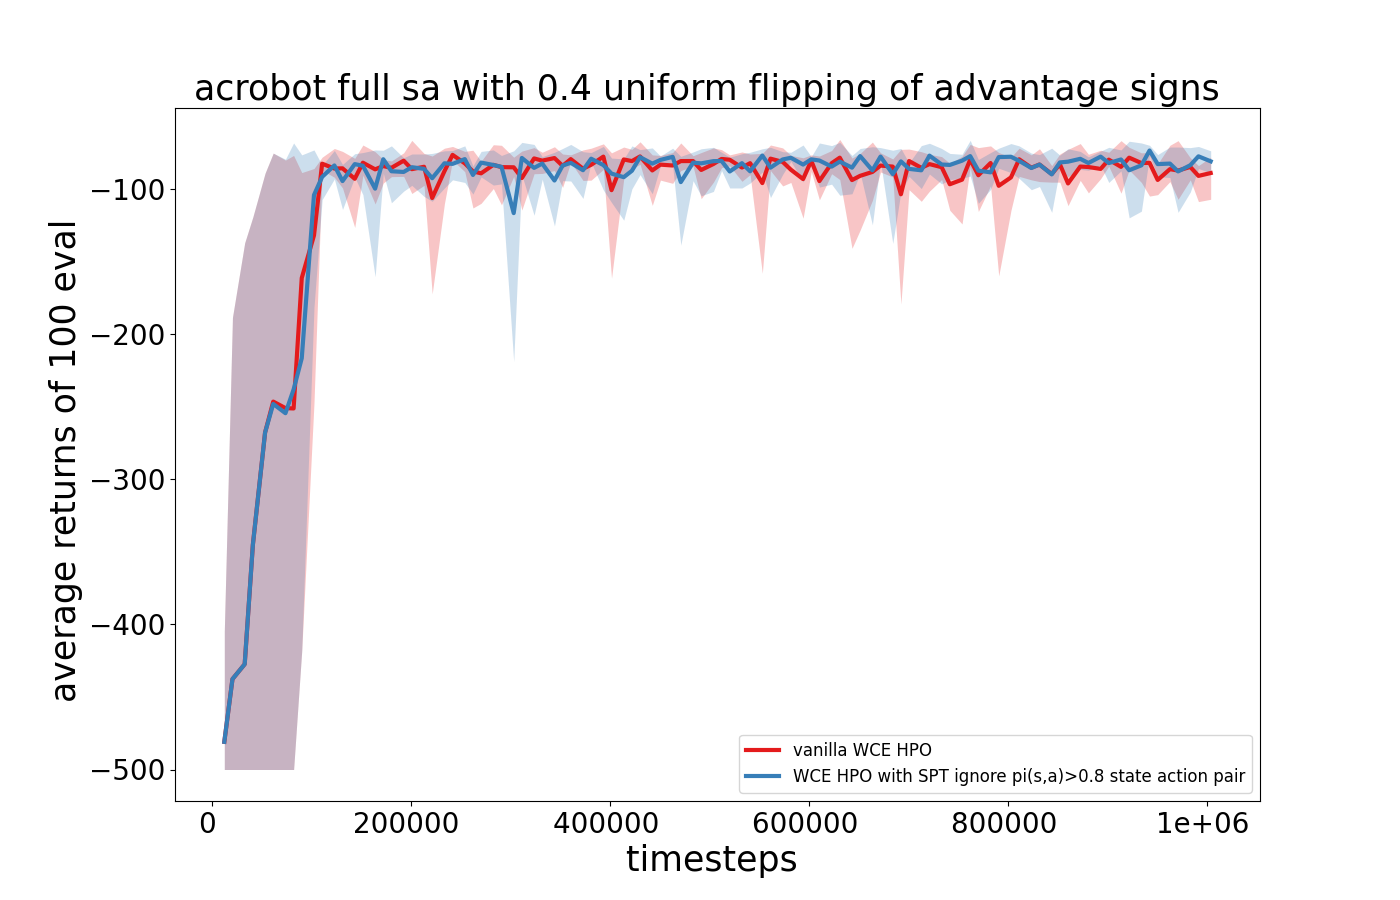 acrobot full sa with 0.4 uniform flipping of advantage signs
average returns of 100 eval
−100
−200
−300
−400
−500
vanilla WCE HPO
WCE HPO with SPT ignore pi(s,a)>0.8 state action pair
0 200000 400000 600000 800000 1e+06
timesteps